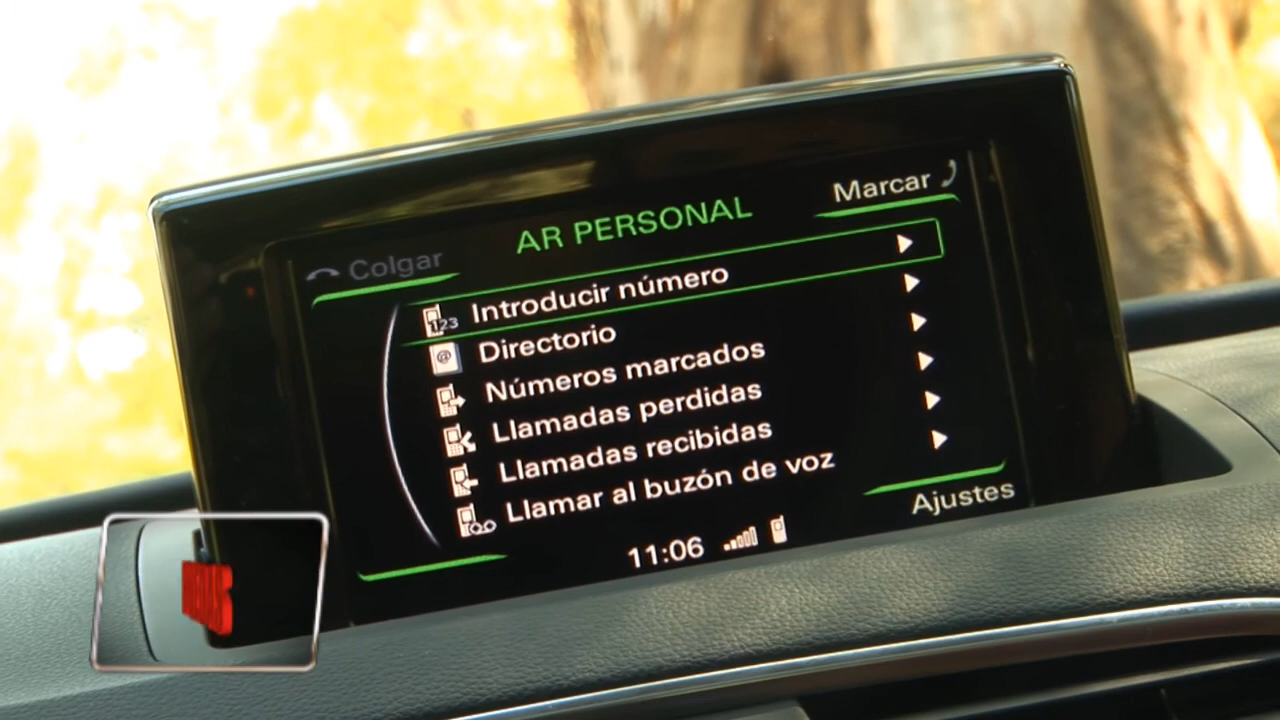 Marcar
AR PERSONAL
Colgar
Introducir número
123
Directorio
@
Números marcados
Llamadas perdidas
Llamadas recibidas
Llamar al buzón de voz
Ajustes
11:06